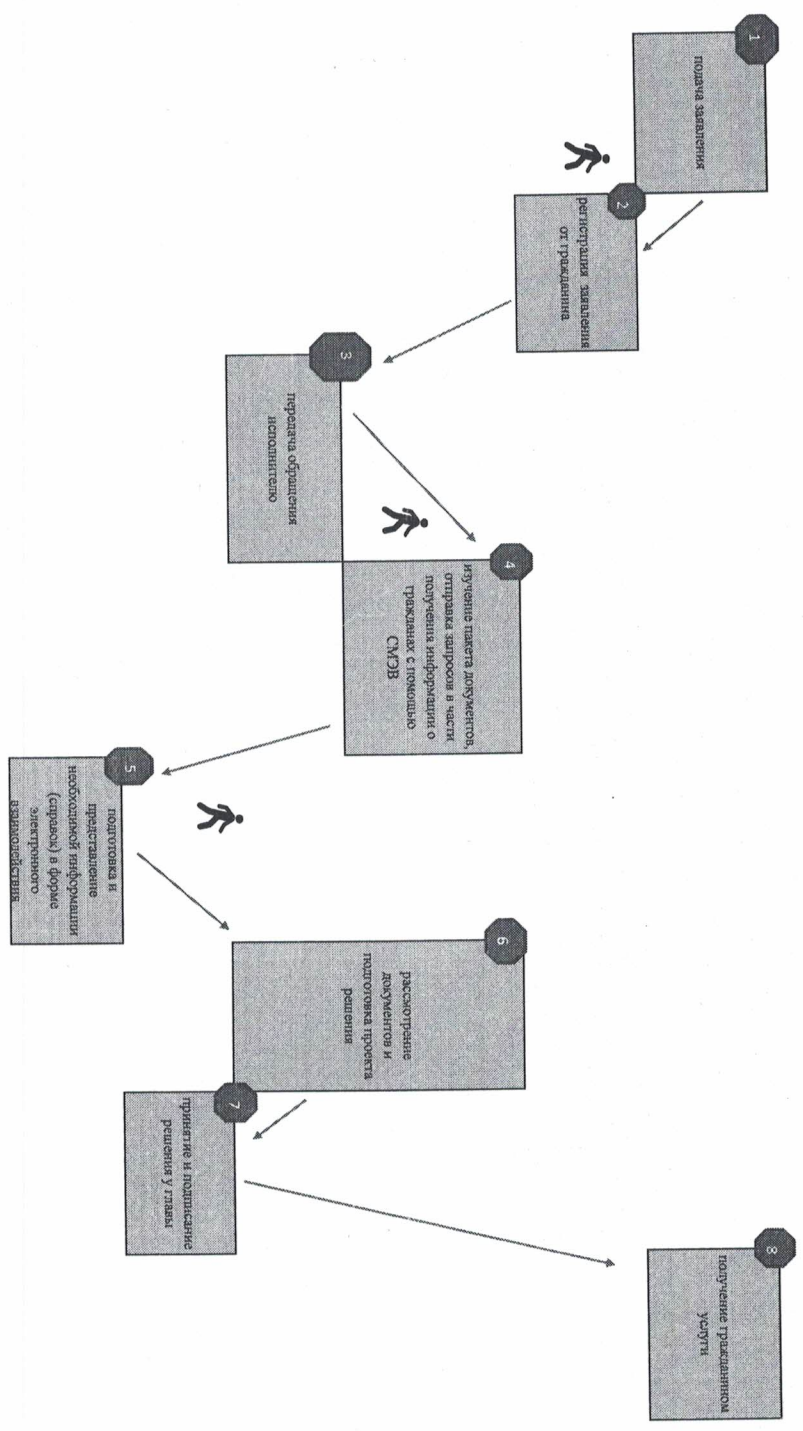 1
подача заявления
2
регистрация заявления
от гражданина
3
передача обращения
исполнителю
4
изучение пакета документов,
отправка запросов в части
получения информации о
гражданах с помощью
СМЭВ
5
подготовка и
представление
необходимой информации
(справок) в форме
электронного
взаимодействия
6
рассмотрение
документов и
подготовка проекта
решения
7
принятие и подписание
решения у главы
8
получение гражданином
услуги